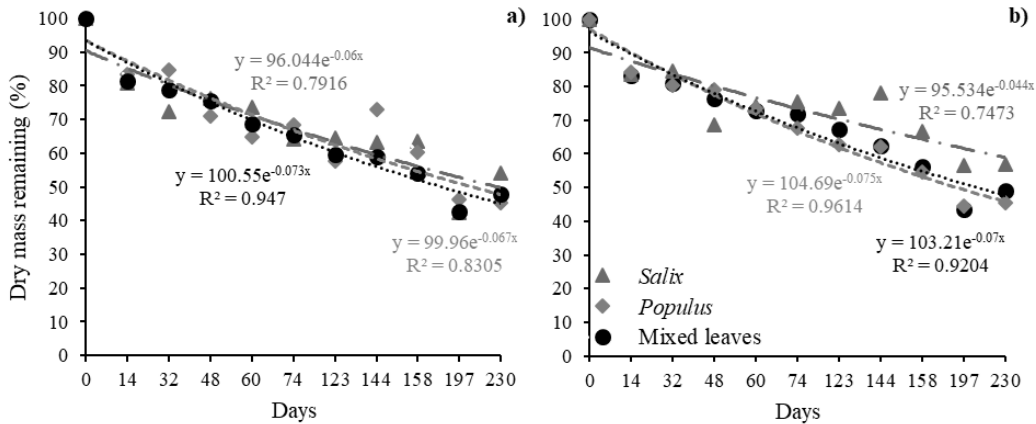 a)
100
90
80
70
60
50
40
30
20
10
0
Dry mass remaining (%)
y = 96.044e^-0.06x
R² = 0.7916
y = 100.55e^-0.073x
R² = 0.947
y = 99.96e^-0.067x
R² = 0.8305
0 14 32 48 60 74 123 144 158 197 230
Days
b)
100
90
80
70
60
50
40
30
20
10
0
y = 95.534e^-0.044x
R² = 0.7473
y = 104.69e^-0.075x
R² = 0.9614
y = 103.21e^-0.07x
R² = 0.9204
Salix
Populus
Mixed leaves
0 14 32 48 60 74 123 144 158 197 230
Days